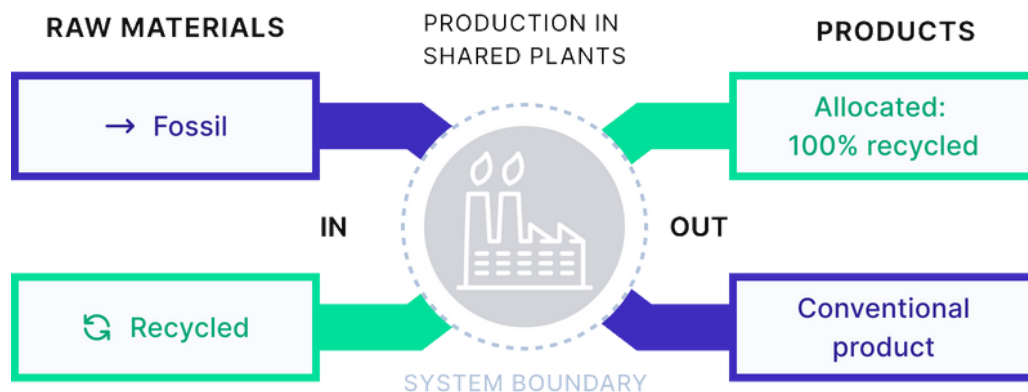 RAW MATERIALS
PRODUCTION IN
SHARED PLANTS
PRODUCTS
→ Fossil
Allocated:
100% recycled
IN
OUT
Recycled
Conventional
product
SYSTEM BOUNDARY